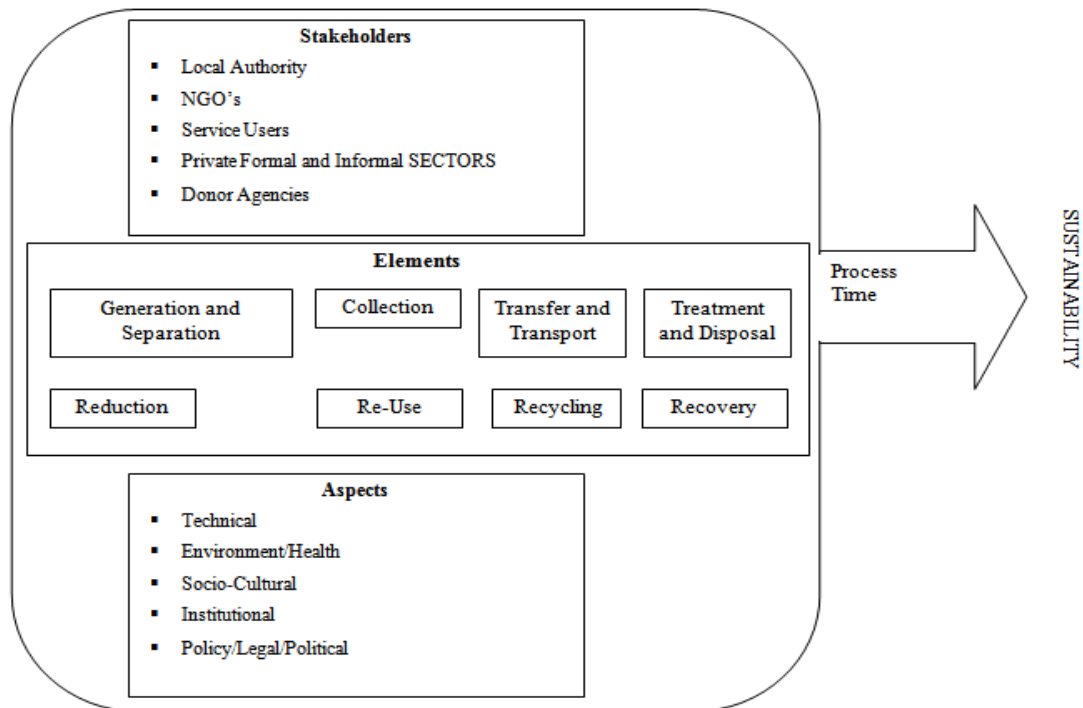 Stakeholders
▪ Local Authority
▪ NGO's
▪ Service Users
▪ Private Formal and Informal SECTORS
▪ Donor Agencies
Elements
Generation and
Separation
Collection
Transfer and
Transport
Treatment
and Disposal
Reduction
Re-Use
Recycling
Recovery
Aspects
▪ Technical
▪ Environment/Health
▪ Socio-Cultural
▪ Institutional
▪ Policy/Legal/Political
Process
Time
SUSTAINABILITY